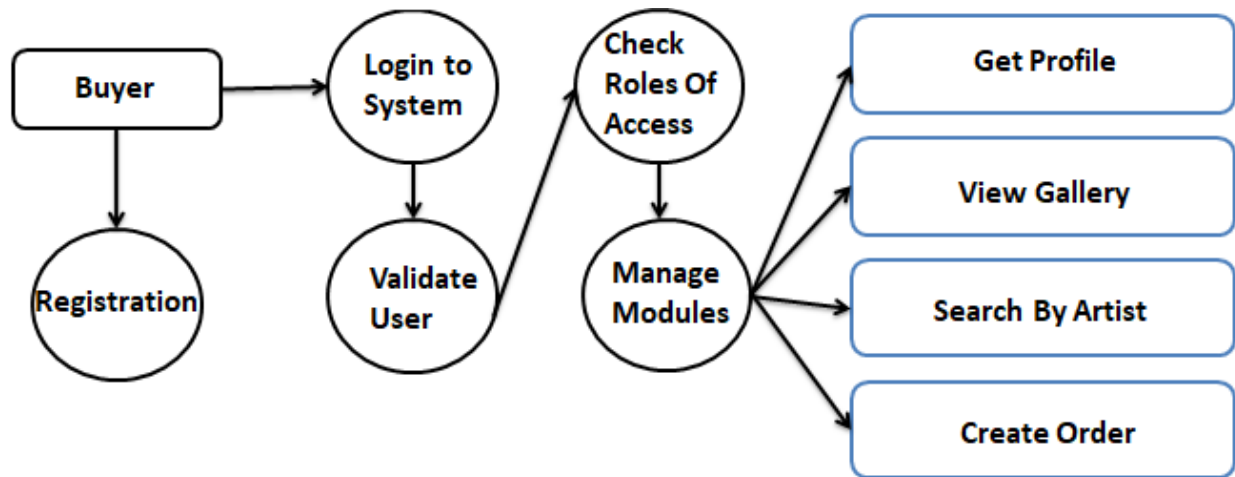 Buyer
Login to
System
Check
Roles Of
Access
Get Profile
View Gallery
Registration
Validate
User
Manage
Modules
Search By Artist
Create Order